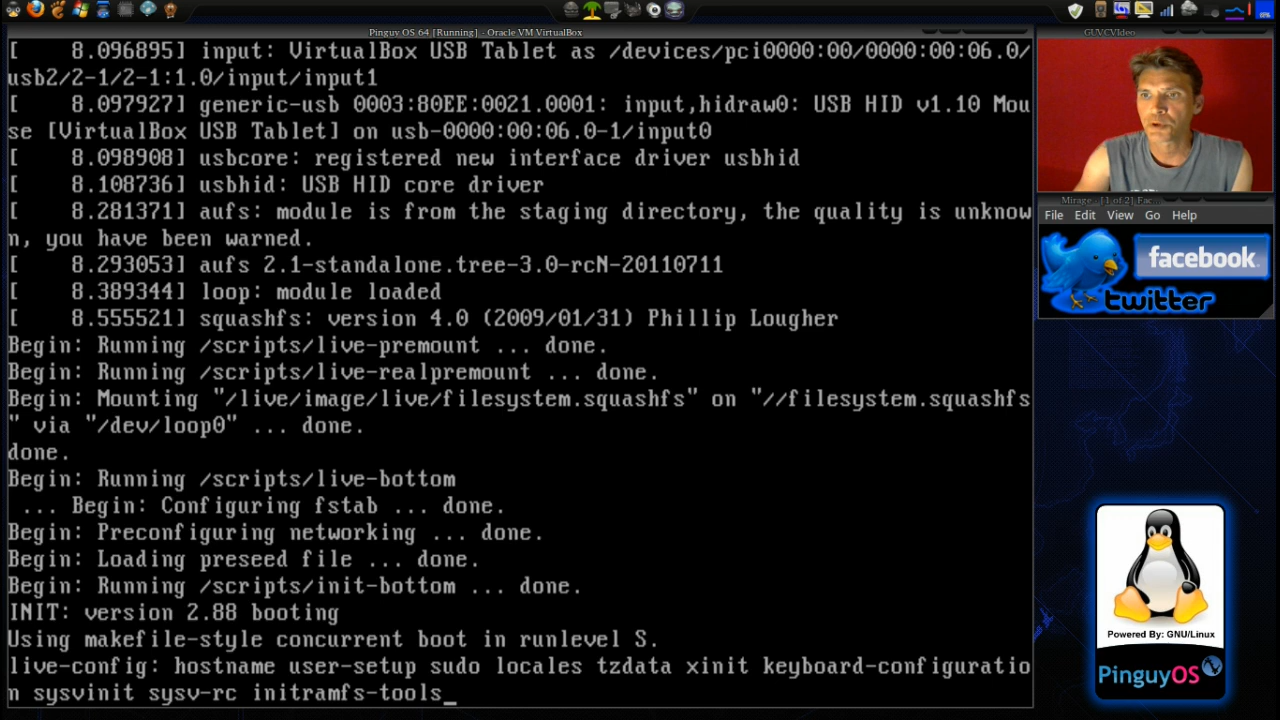 Pinguy OS 64 [Running] - Oracle VM VirtualBox
GUVCVideo
[    8.096895] input: VirtualBox USB Tablet as /devices/pci0000:00/0000:00:06.0/
usb2/2-1/2-1:1.0/input/input1
[    8.097927] generic-usb 0003:80EE:0021.0001: input,hidraw0: USB HID v1.10 Mou
se [VirtualBox USB Tablet] on usb-0000:00:06.0-1/input0
[    8.098908] usbcore: registered new interface driver usbhid
[    8.108736] usbhid: USB HID core driver
[    8.281371] aufs: module is from the staging directory, the quality is unknow
n, you have been warned.
[    8.293053] aufs 2.1-standalone.tree-3.0-rcN-20110711
[    8.389344] loop: module loaded
[    8.555521] squashfs: version 4.0 (2009/01/31) Phillip Lougher
Begin: Running /scripts/live-premount ... done.
Begin: Running /scripts/live-realpremount ... done.
Begin: Mounting "/live/image/live/filesystem.squashfs" on "//filesystem.squashfs
" via "/dev/loop0" ... done.
done.
Begin: Running /scripts/live-bottom
 ... Begin: Configuring fstab ... done.
Begin: Preconfiguring networking ... done.
Begin: Loading preseed file ... done.
Begin: Running /scripts/init-bottom ... done.
INIT: version 2.88 booting
Using makefile-style concurrent boot in runlevel S.
live-config: hostname user-setup sudo locales tzdata xinit keyboard-configuratio
n sysvinit sysv-rc initramfs-tools_
Mirage - [1 of 2] Fac...
File Edit View Go Help
facebook
twitter
Powered By: GNU/Linux
PinguyOS